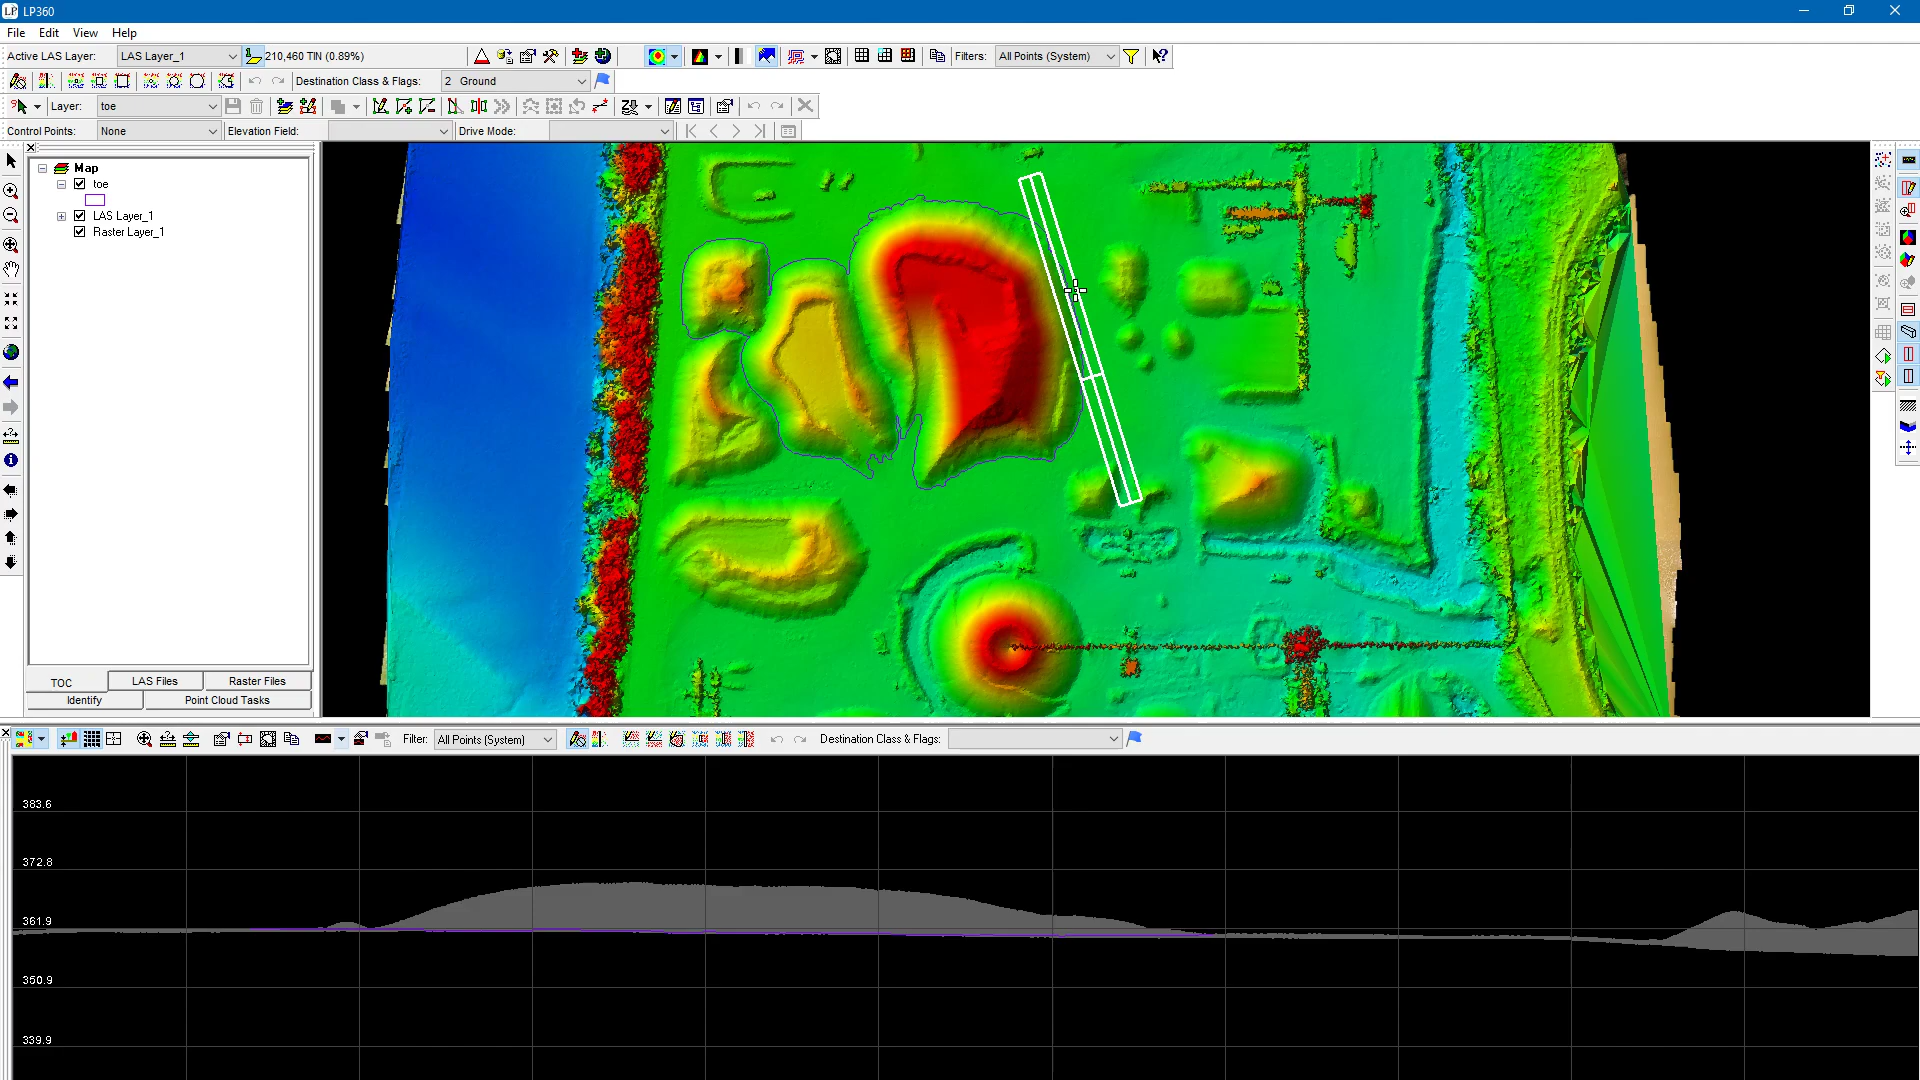 LP LP360
File Edit View Help
Active LAS Layer: LAS Layer_1 210,460 TIN (0.89%) Filters: All Points (System)
Destination Class & Flags: 2 Ground
Layer: toe
Control Points: None Elevation Field: Drive Mode:
Map
toe
LAS Layer_1
Raster Layer_1
TOC LAS Files Raster Files
Identify Point Cloud Tasks
Filter: All Points (System) Destination Class & Flags:
383.6
372.8
361.9
350.9
339.9